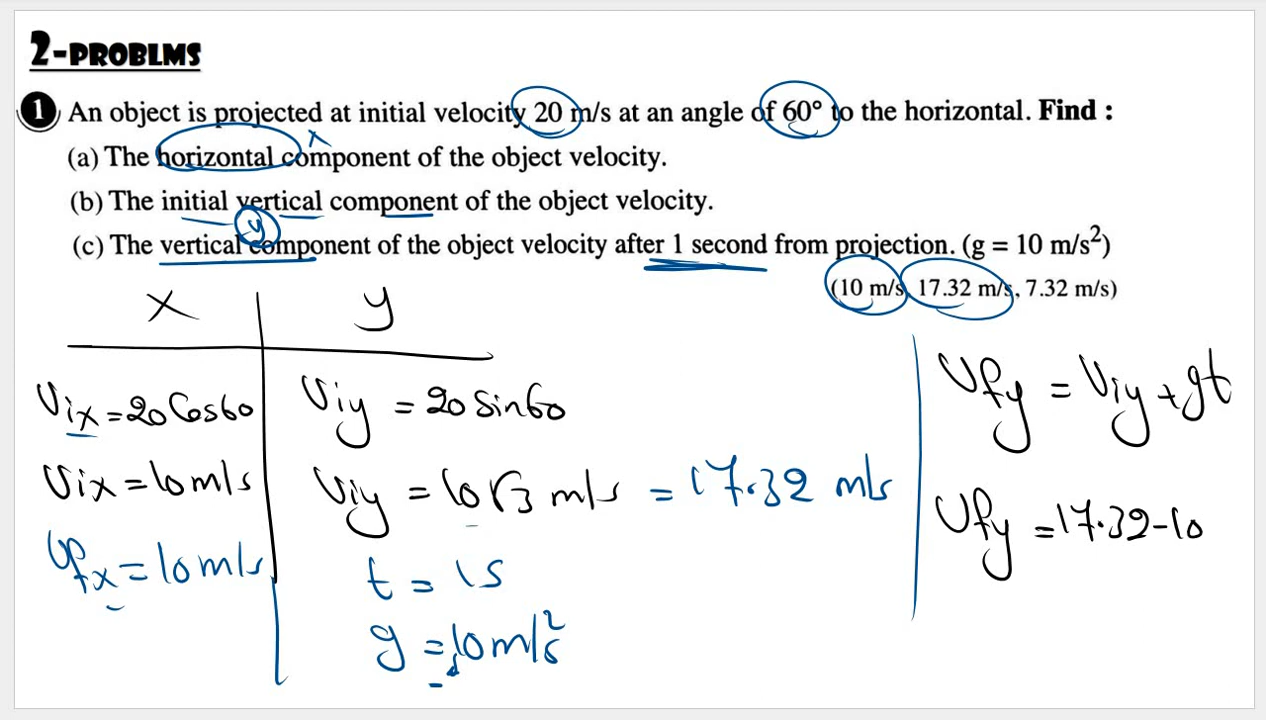 2-PROBLMS
1 An object is projected at initial velocity 20 m/s at an angle of 60° to the horizontal. Find :
x
(a) The horizontal component of the object velocity.
(b) The initial vertical component of the object velocity.
y
(c) The vertical component of the object velocity after 1 second from projection. (g = 10 m/s²)
(10 m/s, 17.32 m/s, 7.32 m/s)
x
Vix = 20 Cos60
Vix = 10 m/s
Vfx = 10 m/s
y
Viy = 20 Sin60
Viy = 10√3 m/s = 17.32 m/s
t = 1S
g = 10 m/s²
Vfy = Viy + gt
Vfy = 17.32-10